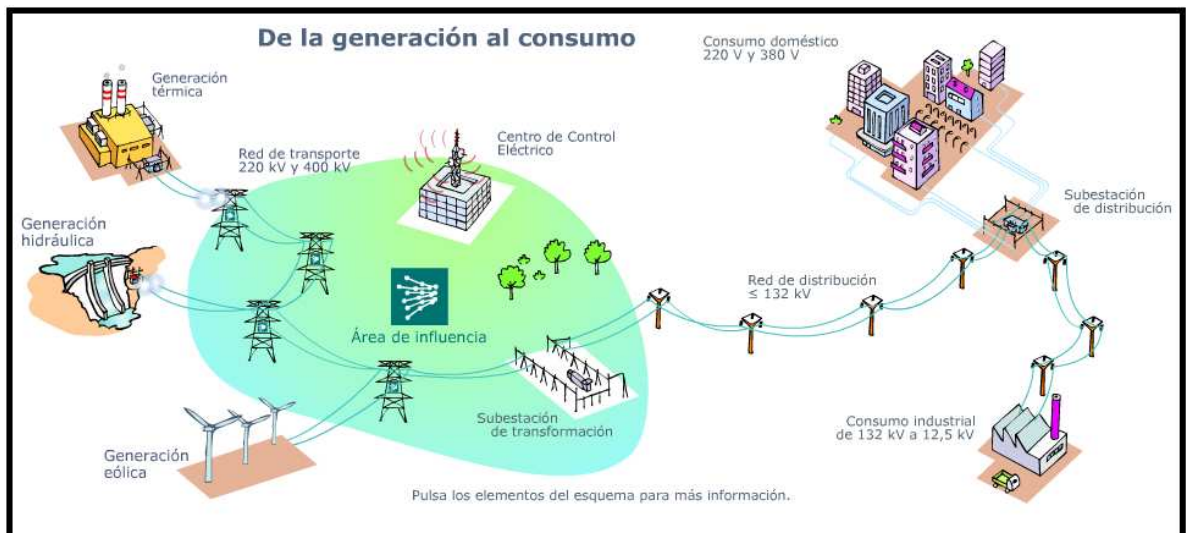 De la generación al consumo
Consumo doméstico
220 V y 380 V
Generación
térmica
Centro de Control
Eléctrico
Red de transporte
220 kV y 400 kV
Subestación
de distribución
Generación
hidráulica
Red de distribución
≤ 132 kV
Área de influencia
Subestación
de transformación
Consumo industrial
de 132 kV a 12,5 kV
Generación
eólica
Pulsa los elementos del esquema para más información.